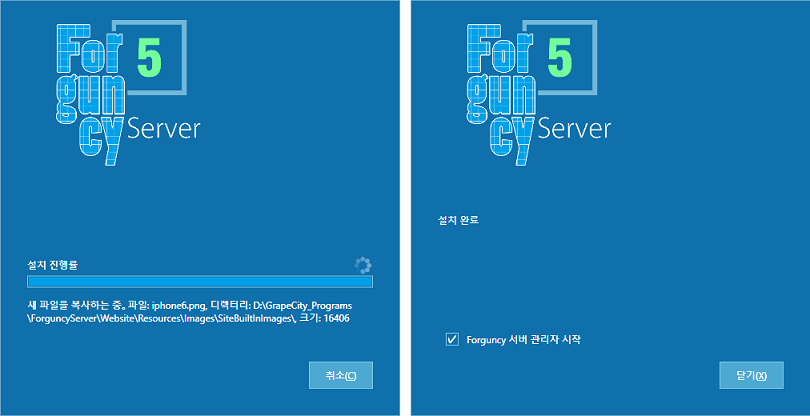 For
gun
cy
5
Server
설치 진행률
새 파일을 복사하는 중. 파일: iphone6.png, 디렉터리: D:\GrapeCity_Programs
\ForguncyServer\Website\Resources\Images\SiteBuiltInImages\, 크기: 16406
취소(C)
For
gun
cy
5
Server
설치 완료
Forguncy 서버 관리자 시작
닫기(X)